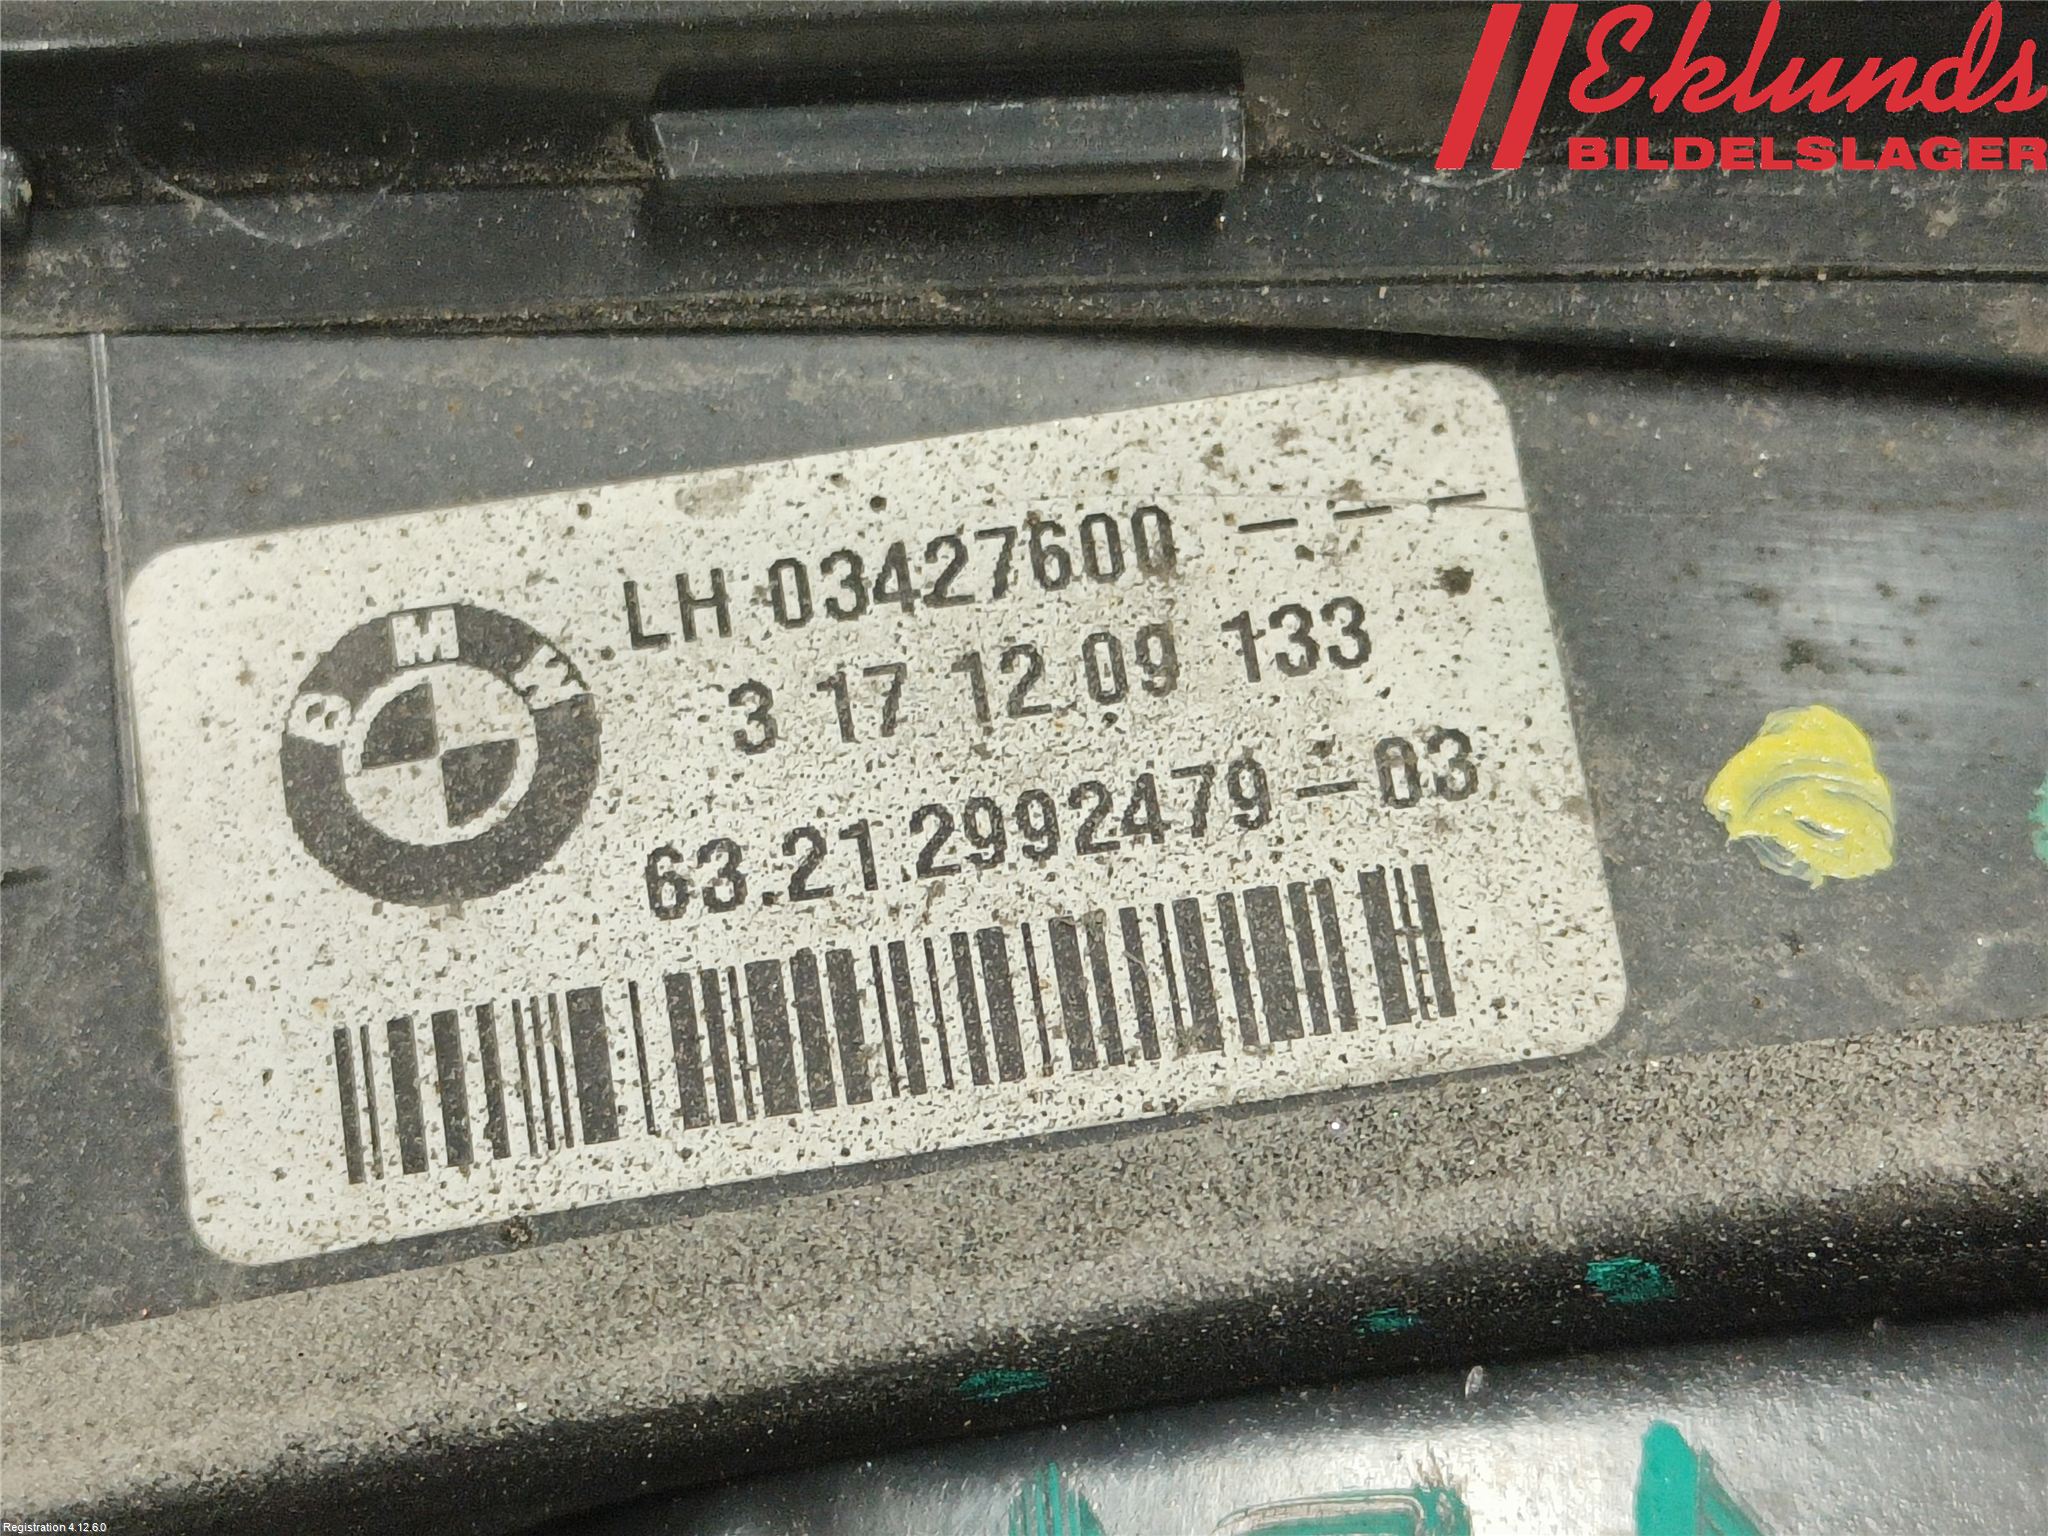 Eklunds
BILDELSLAGER
BMW
LH 03427600 - - -
3 17 12 09 133
63.21 2992479-03
Registration 4.12.6.0